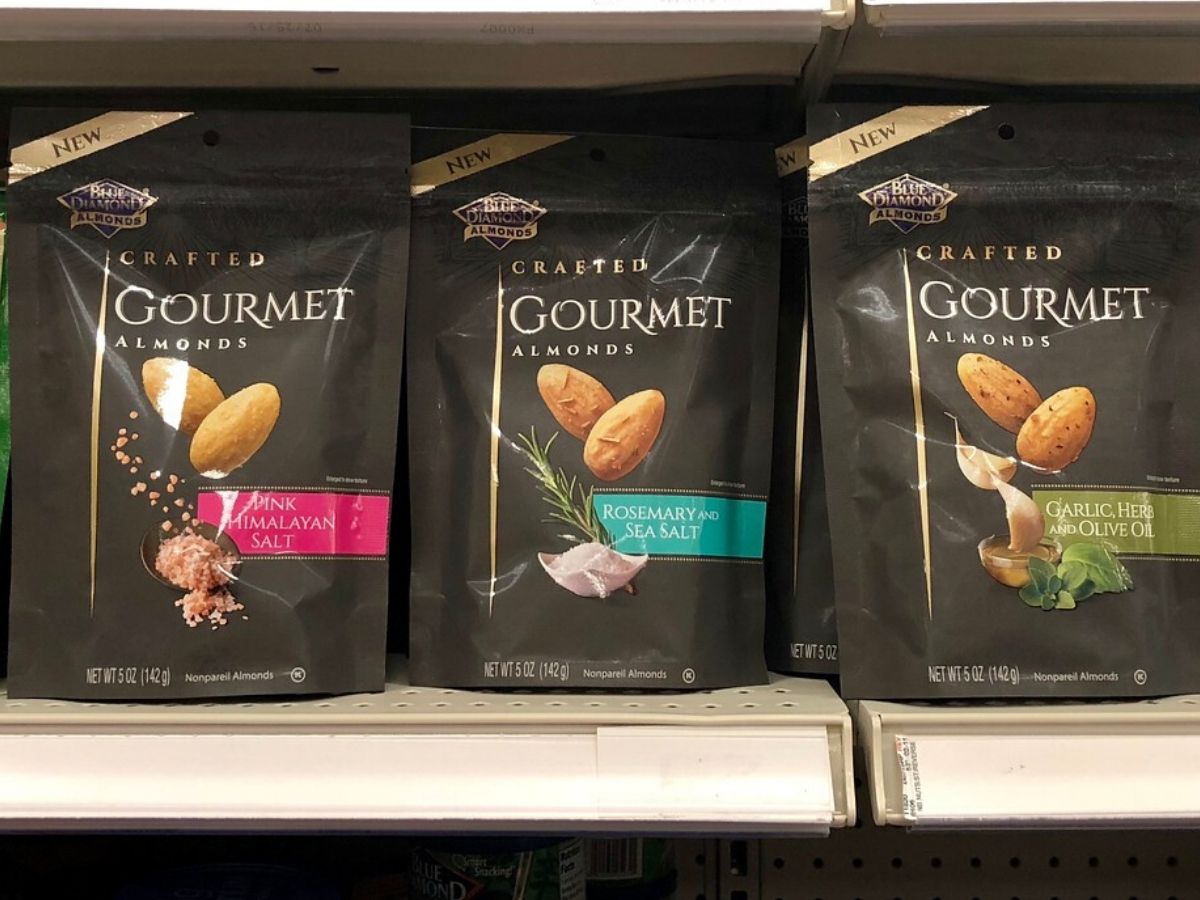 NEW
BLUE
DIAMOND
ALMONDS
CRAFTED
GOURMET
ALMONDS
PINK
HIMALAYAN
SALT
NET WT 5 OZ (142g) Nonpareil Almonds
NEW
BLUE
DIAMOND
ALMONDS
CRAFTED
GOURMET
ALMONDS
ROSEMARY AND
SEA SALT
NET WT 5 OZ (142g) Nonpareil Almonds
NEW
NET WT 5 OZ
NEW
BLUE
DIAMOND
ALMONDS
CRAFTED
GOURMET
ALMONDS
GARLIC, HERB
AND OLIVE OIL
NET WT 5 OZ (142g) Nonpareil Almonds
Smart
Snacking!